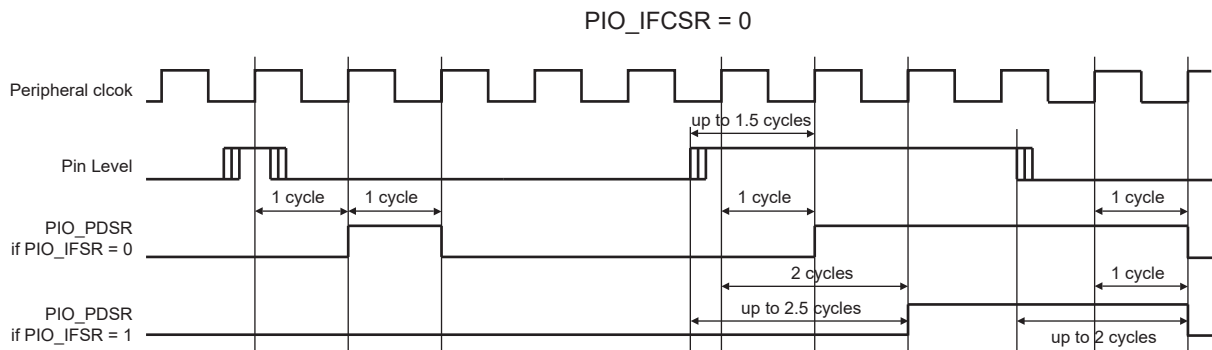 PIO_IFCSR = 0
Peripheral clcok
up to 1.5 cycles
Pin Level
1 cycle
1 cycle
1 cycle
1 cycle
PIO_PDSR
if PIO_IFSR = 0
2 cycles
1 cycle
PIO_PDSR
if PIO_IFSR = 1
up to 2.5 cycles
up to 2 cycles